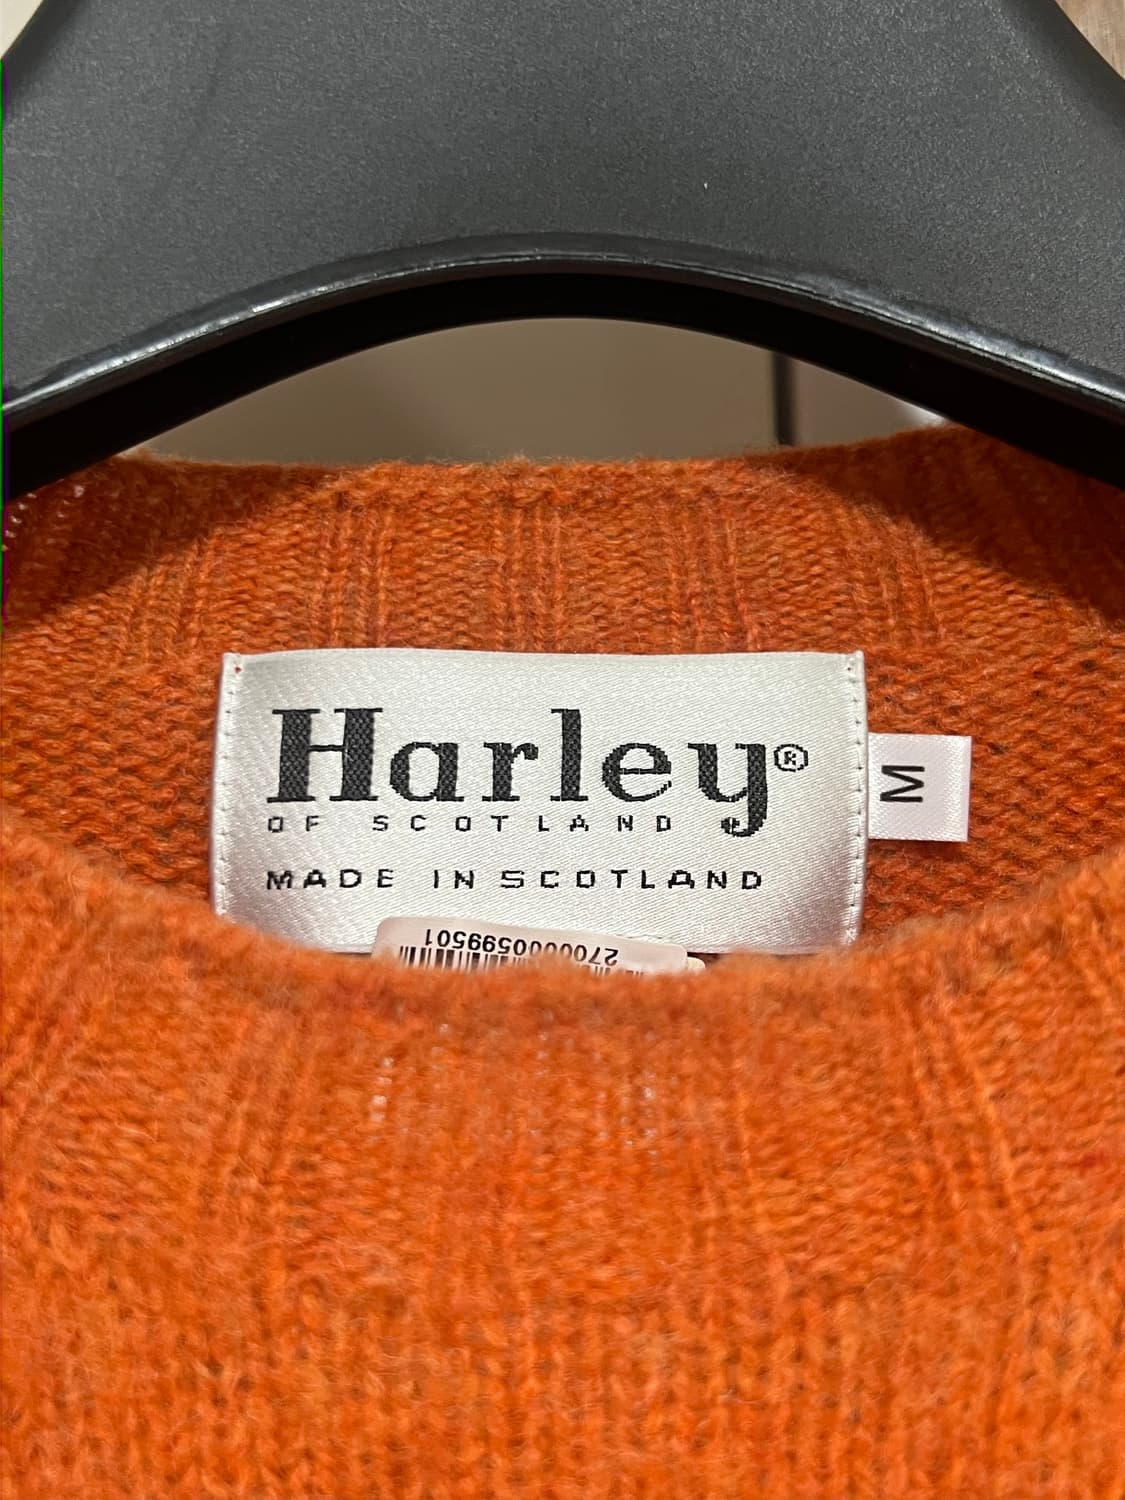 Harley®
OF SCOTLAND
MADE IN SCOTLAND
M
2700000599501